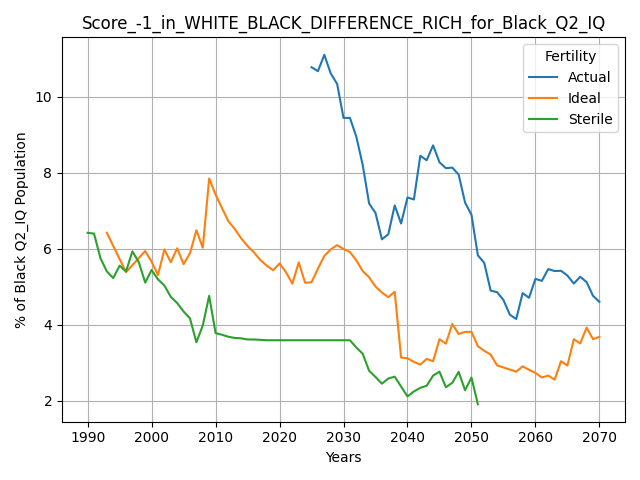 Score_-1_in_WHITE_BLACK_DIFFERENCE_RICH_for_Black_Q2_IQ
Fertility
Actual
Ideal
Sterile
% of Black Q2_IQ Population
10
8
6
4
2
1990 2000 2010 2020 2030 2040 2050 2060 2070
Years